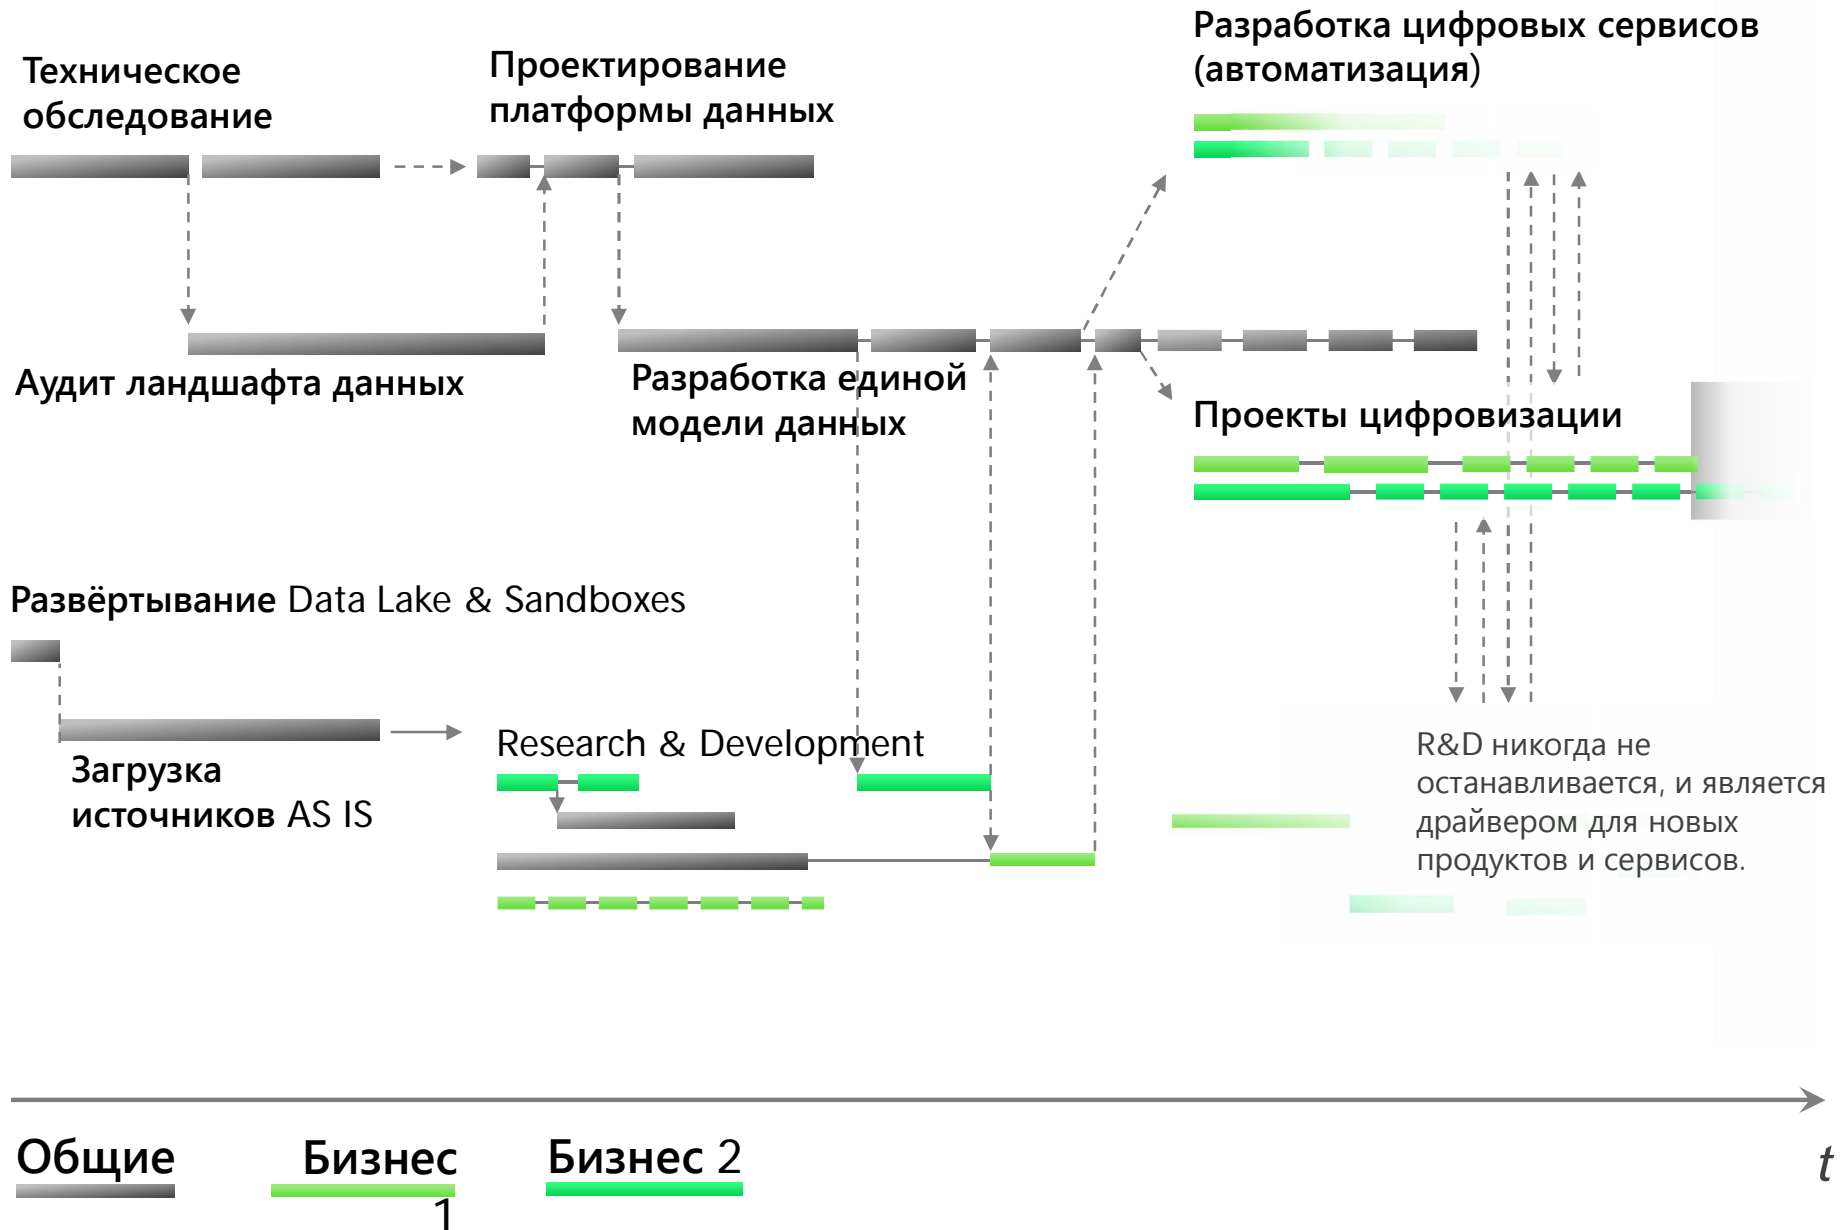 Техническое
обследование
Проектирование
платформы данных
Разработка цифровых сервисов
(автоматизация)
Аудит ландшафта данных
Разработка единой
модели данных
Проекты цифровизации
Развёртывание Data Lake & Sandboxes
Загрузка
источников AS IS
Research & Development
R&D никогда не
останавливается, и является
драйвером для новых
продуктов и сервисов.
Общие
Бизнес
1
Бизнес 2
t